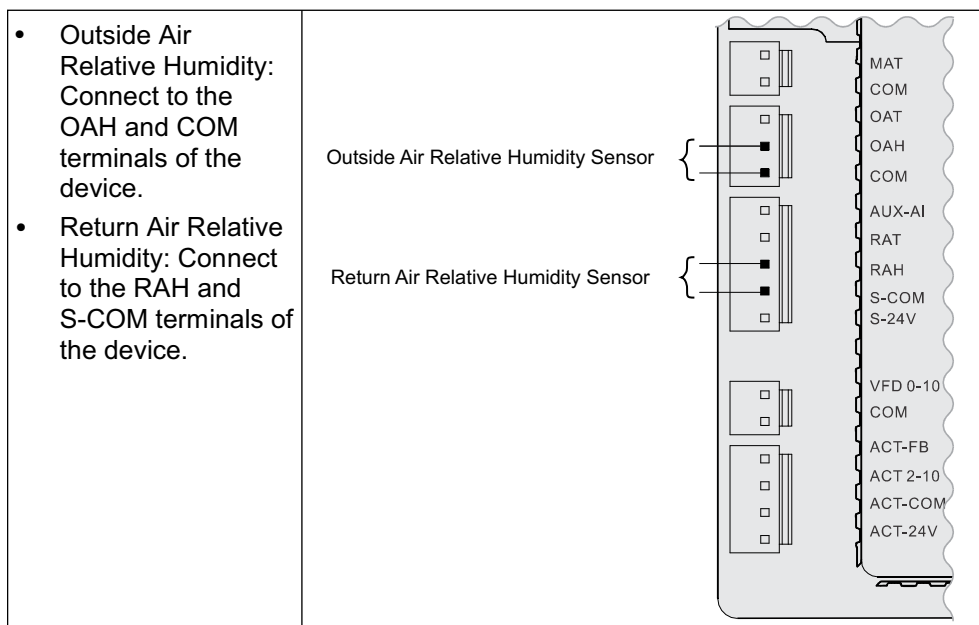 • Outside Air
Relative Humidity:
Connect to the
OAH and COM
terminals of the
device.
• Return Air Relative
Humidity: Connect
to the RAH and
S-COM terminals of
the device.
Outside Air Relative Humidity Sensor
Return Air Relative Humidity Sensor
MAT
COM
OAT
OAH
COM
AUX-AI
RAT
RAH
S-COM
S-24V
VFD 0-10
COM
ACT-FB
ACT 2-10
ACT-COM
ACT-24V